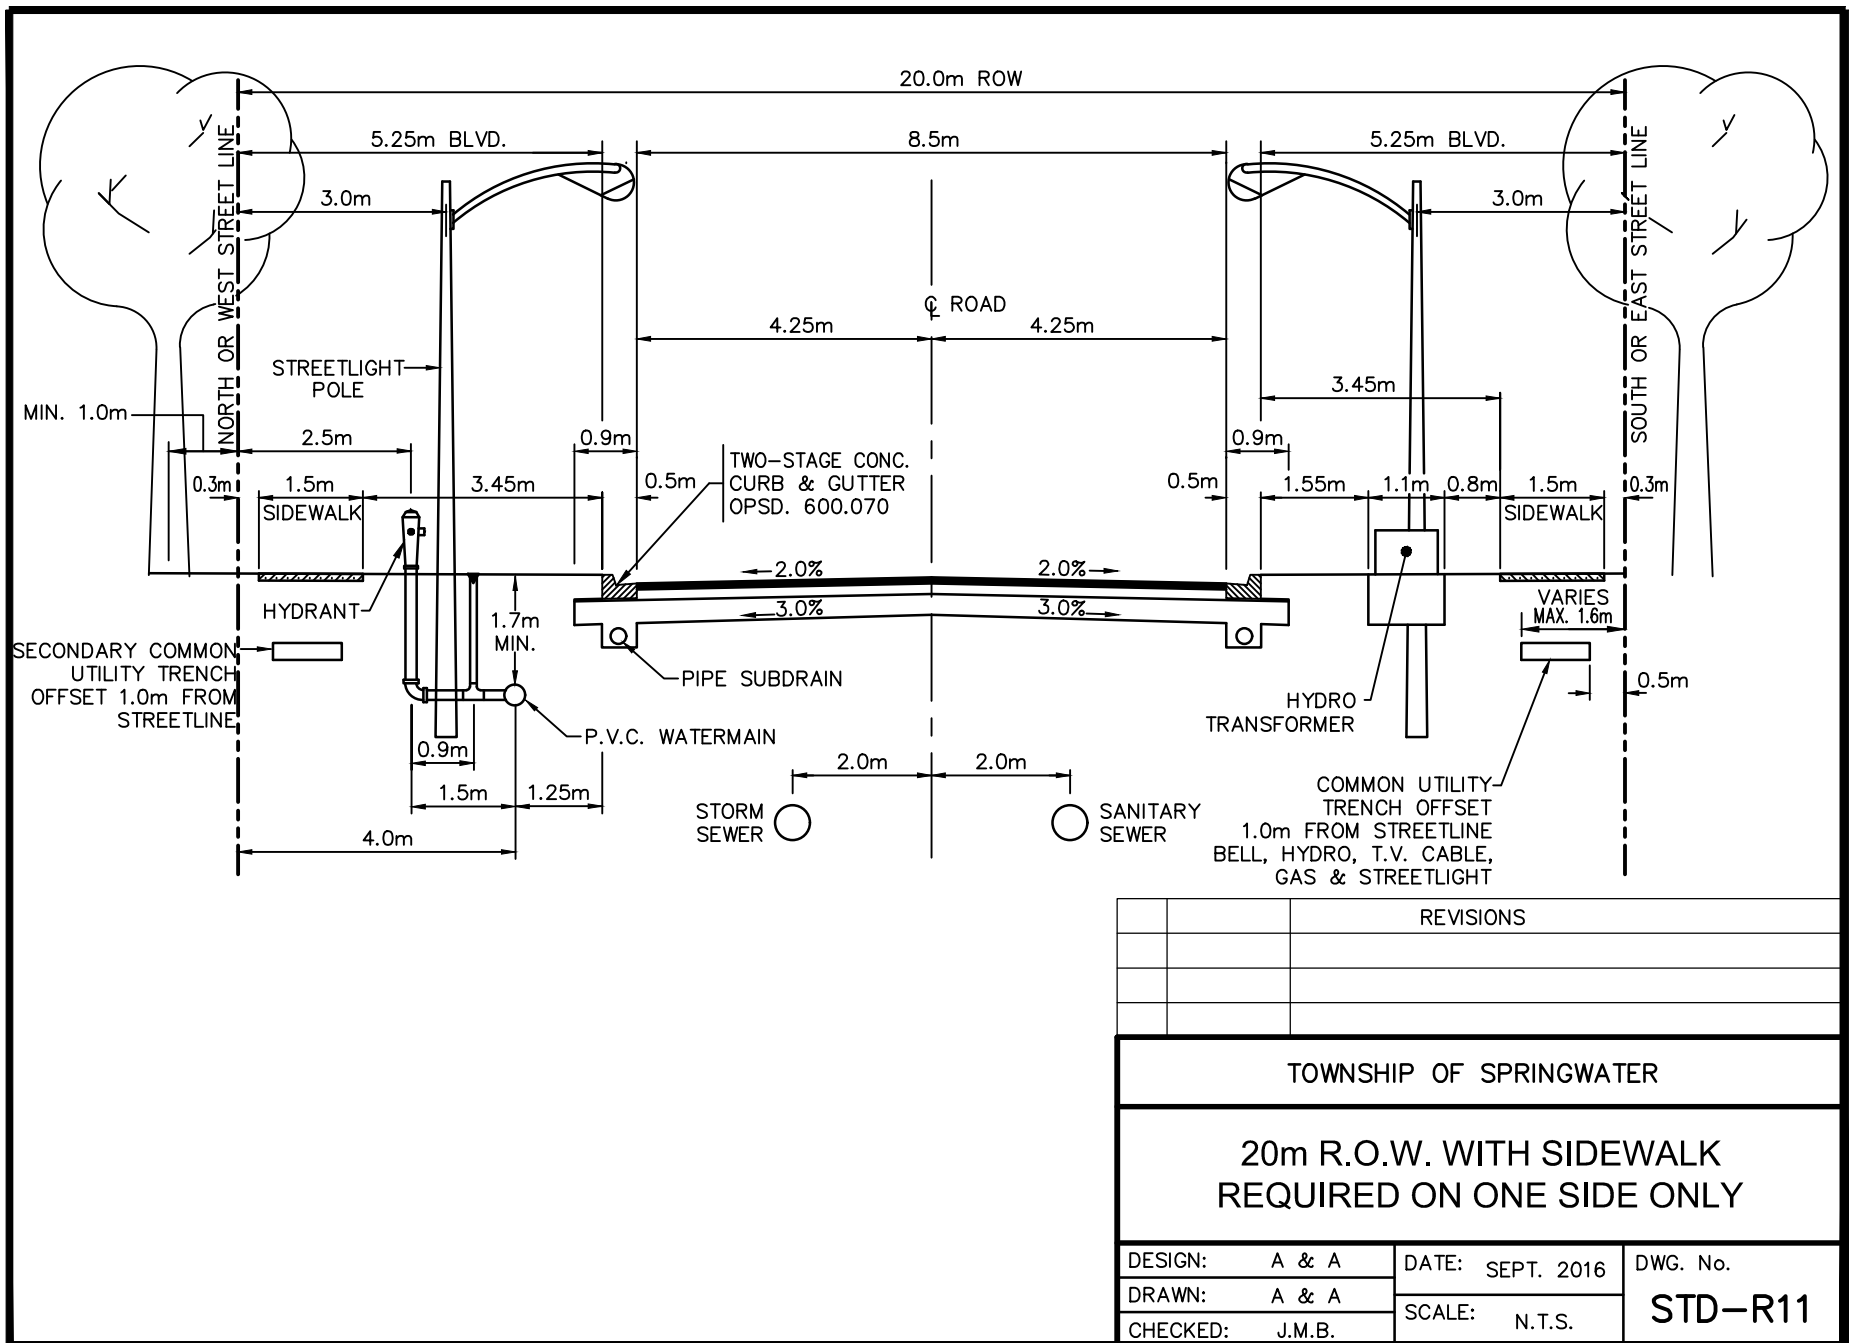 20.0m ROW
5.25m BLVD.
8.5m
5.25m BLVD.
3.0m
3.0m
NORTH OR WEST STREET LINE
SOUTH OR EAST STREET LINE
℄ ROAD
4.25m
4.25m
STREETLIGHT
POLE
3.45m
MIN. 1.0m
2.5m
0.9m
0.9m
TWO-STAGE CONC.
CURB & GUTTER
OPSD. 600.070
0.3m
1.5m
SIDEWALK
3.45m
0.5m
0.5m
1.55m
1.1m
0.8m
1.5m
SIDEWALK
0.3m
2.0%
2.0%
3.0%
3.0%
HYDRANT
1.7m
MIN.
VARIES
MAX. 1.6m
SECONDARY COMMON
UTILITY TRENCH
OFFSET 1.0m FROM
STREETLINE
PIPE SUBDRAIN
0.5m
HYDRO
TRANSFORMER
P.V.C. WATERMAIN
0.9m
2.0m
2.0m
1.5m
1.25m
STORM
SEWER
SANITARY
SEWER
COMMON UTILITY
TRENCH OFFSET
1.0m FROM STREETLINE
BELL, HYDRO, T.V. CABLE,
GAS & STREETLIGHT
4.0m
REVISIONS
TOWNSHIP OF SPRINGWATER
20m R.O.W. WITH SIDEWALK
REQUIRED ON ONE SIDE ONLY
DESIGN: A & A
DATE: SEPT. 2016
DWG. No.
DRAWN: A & A
STD-R11
SCALE: N.T.S.
CHECKED: J.M.B.